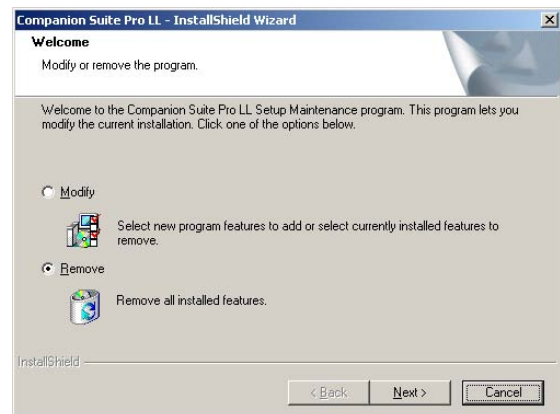 Companion Suite Pro LL - InstallShield Wizard
Welcome
Modify or remove the program.
Welcome to the Companion Suite Pro LL Setup Maintenance program. This program lets you
modify the current installation. Click one of the options below.
Modify
Select new program features to add or select currently installed features to
remove.
Remove
Remove all installed features.
InstallShield
< Back
Next >
Cancel